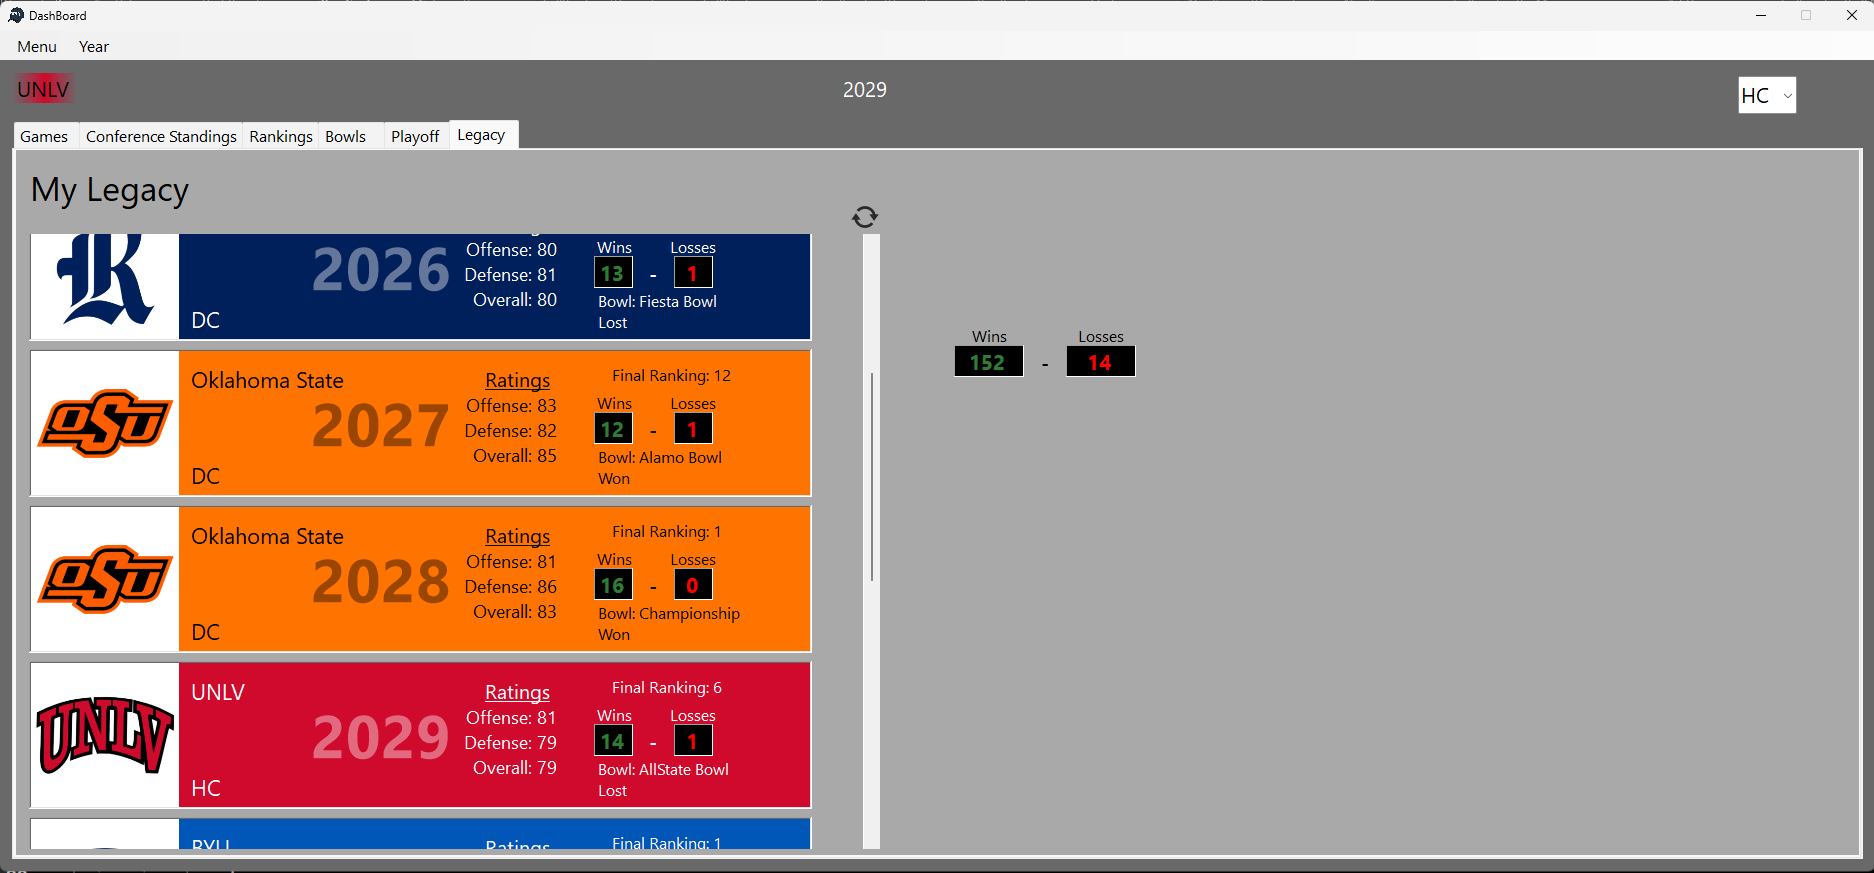 DashBoard
Menu Year
UNLV 2029 HC
Games Conference Standings Rankings Bowls Playoff Legacy
My Legacy
R
2026
DC
Offense: 80
Defense: 81
Overall: 80
Wins Losses
13 - 1
Bowl: Fiesta Bowl
Lost
OSU
Oklahoma State
2027
DC
Ratings
Offense: 83
Defense: 82
Overall: 85
Final Ranking: 12
Wins Losses
12 - 1
Bowl: Alamo Bowl
Won
OSU
Oklahoma State
2028
DC
Ratings
Offense: 81
Defense: 86
Overall: 83
Final Ranking: 1
Wins Losses
16 - 0
Bowl: Championship
Won
UNLV
UNLV
2029
HC
Ratings
Offense: 81
Defense: 79
Overall: 79
Final Ranking: 6
Wins Losses
14 - 1
Bowl: AllState Bowl
Lost
BYU
Ratings
Final Ranking: 1
Wins Losses
152 - 14